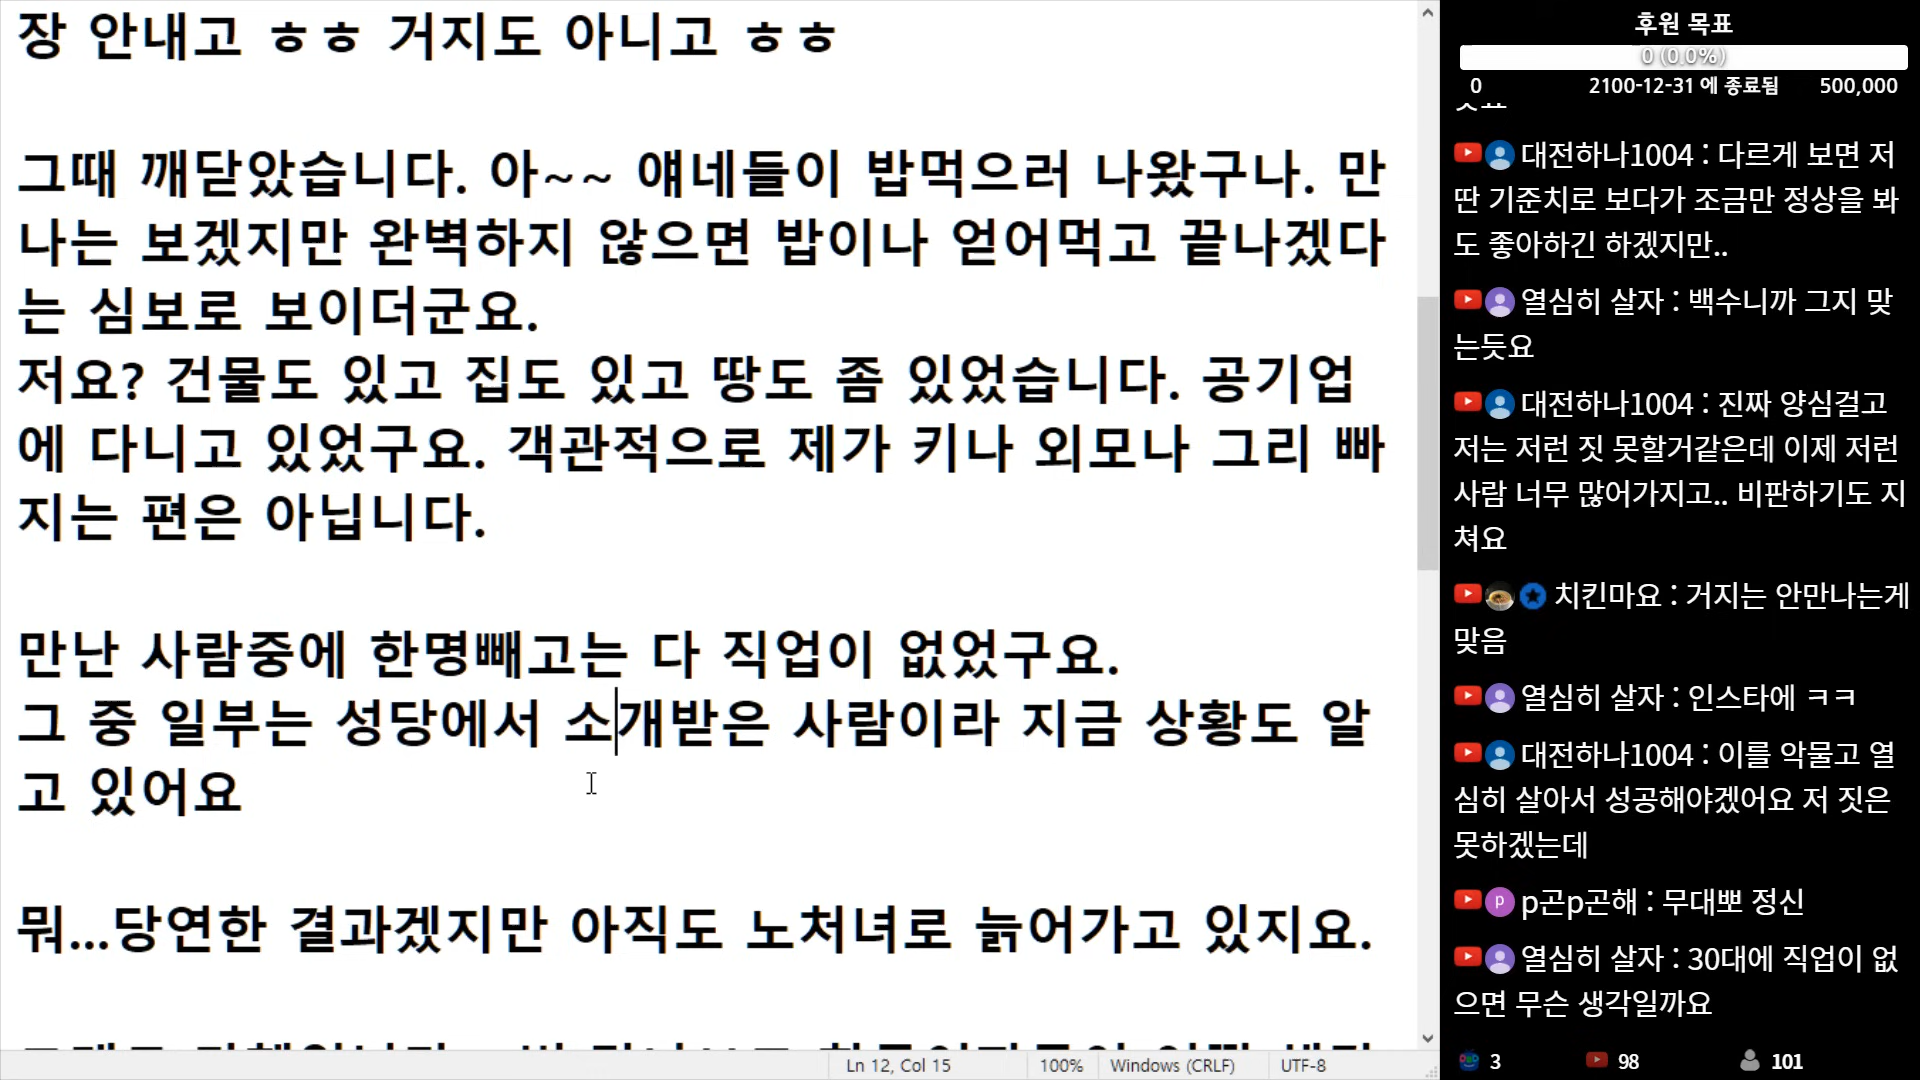 장 안내고 ㅎㅎ 거지도 아니고 ㅎㅎ
그때 깨닫았습니다. 아~~ 얘네들이 밥먹으러 나왔구나. 만
나는 보겠지만 완벽하지 않으면 밥이나 얻어먹고 끝나겠다
는 심보로 보이더군요.
저요? 건물도 있고 집도 있고 땅도 좀 있었습니다. 공기업
에 다니고 있었구요. 객관적으로 제가 키나 외모나 그리 빠
지는 편은 아닙니다.
만난 사람중에 한명빼고는 다 직업이 없었구요.
그 중 일부는 성당에서 소개받은 사람이라 지금 상황도 알
고 있어요
뭐...당연한 결과겠지만 아직도 노처녀로 늙어가고 있지요.
Ln 12, Col 15
100%
Windows (CRLF)
UTF-8
후원 목표
0 (0.0%)
0 2100-12-31 에 종료됨 500,000
대전하나1004 : 다르게 보면 저
딴 기준치로 보다가 조금만 정상을 봐
도 좋아하긴 하겠지만..
열심히 살자 : 백수니까 그지 맞
는듯요
대전하나1004 : 진짜 양심걸고
저는 저런 짓 못할거같은데 이제 저런
사람 너무 많어가지고.. 비판하기도 지
쳐요
치킨마요 : 거지는 안만나는게
맞음
열심히 살자 : 인스타에 ㅋㅋ
대전하나1004 : 이를 악물고 열
심히 살아서 성공해야겠어요 저 짓은
못하겠는데
p p곤p곤해 : 무대뽀 정신
열심히 살자 : 30대에 직업이 없
으면 무슨 생각일까요
3 98 101